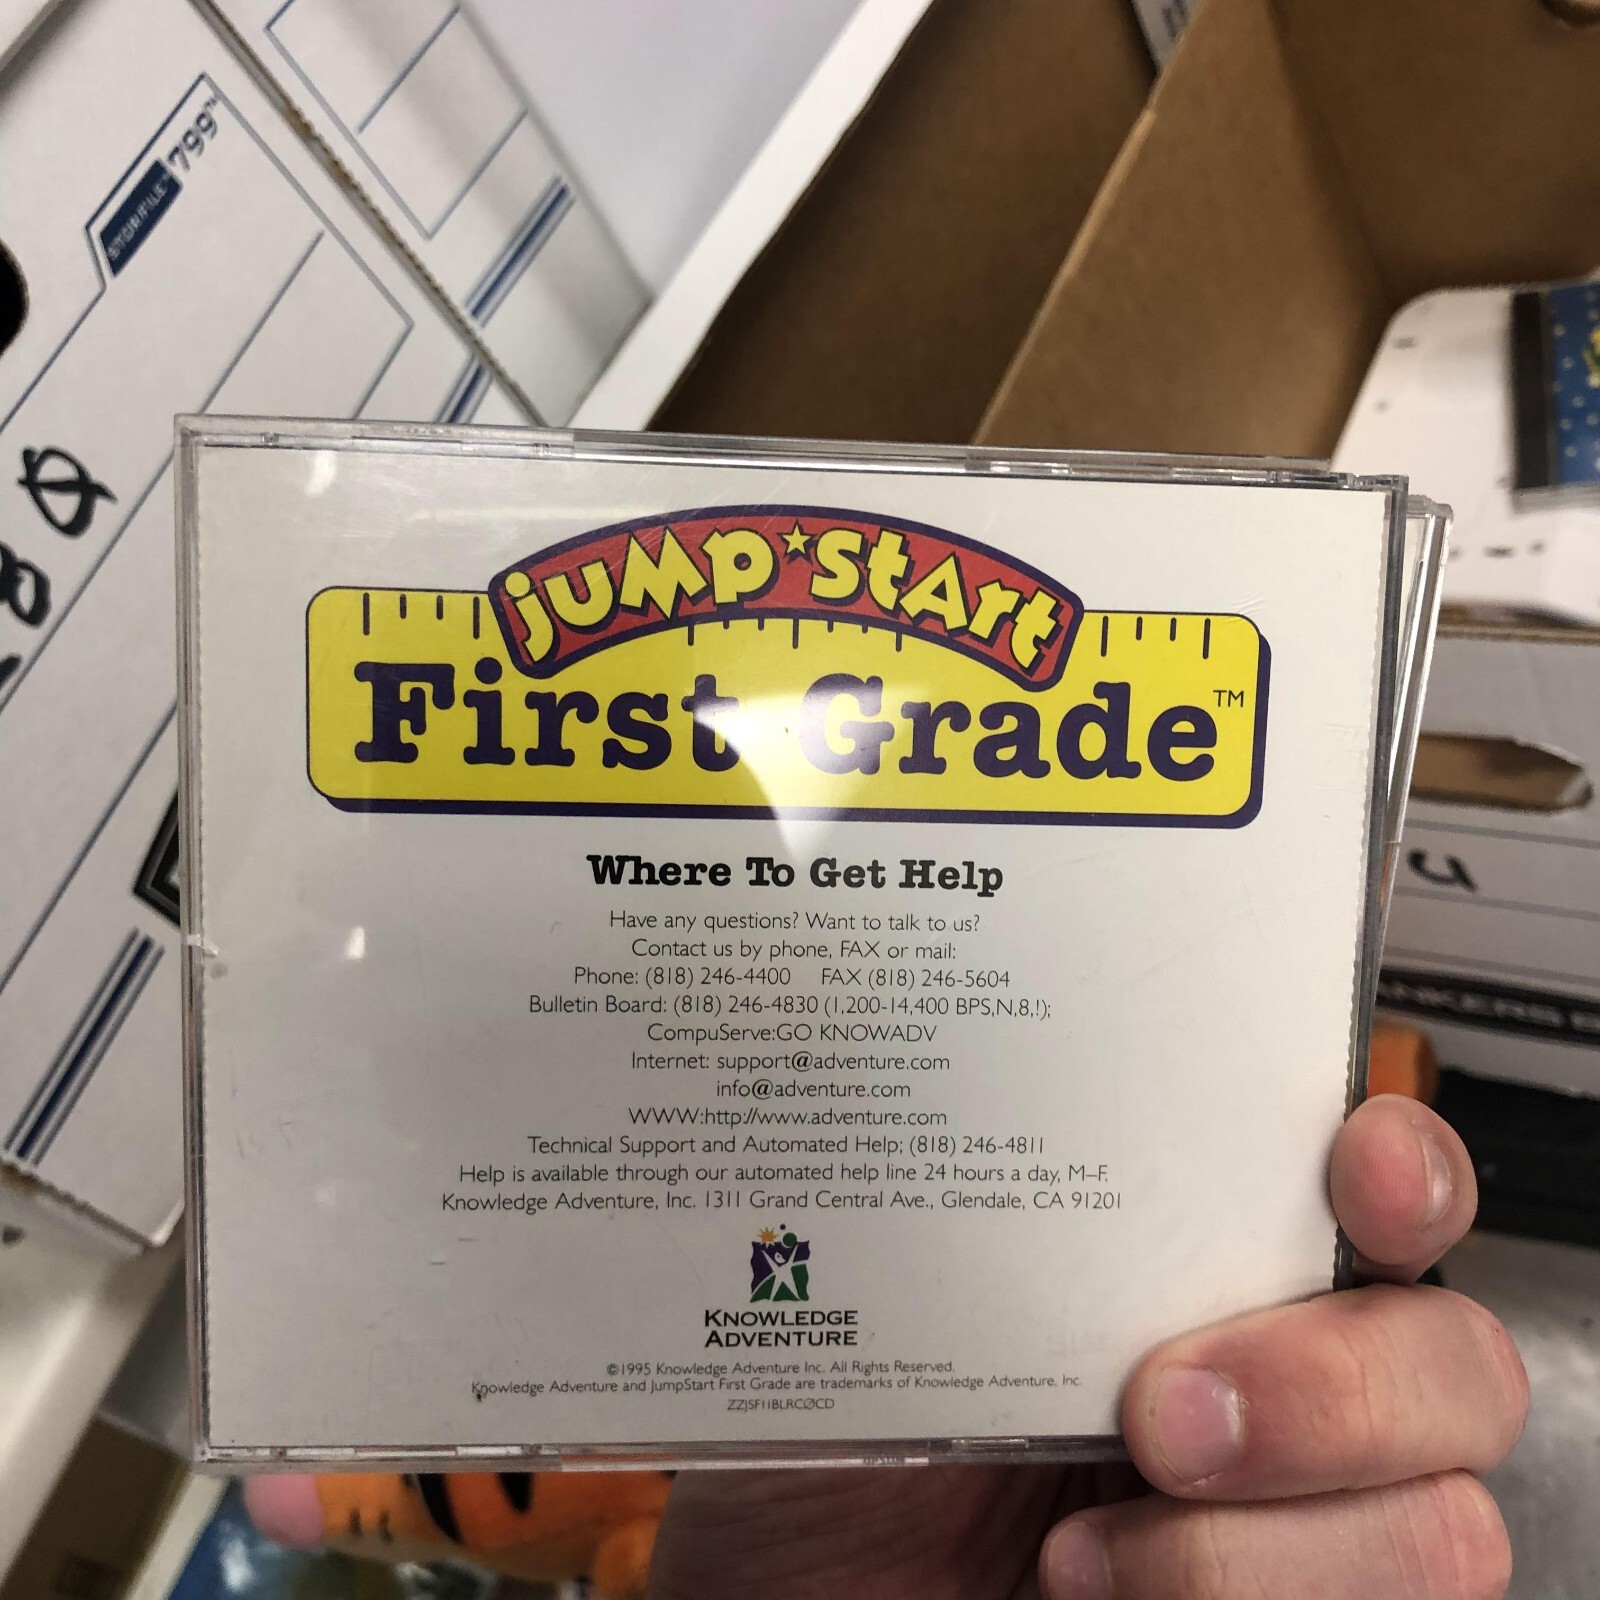 STORFILE™ 799™
jumpstart
First Grade™
Where To Get Help
Have any questions? Want to talk to us?
Contact us by phone, FAX or mail:
Phone: (818) 246-4400 FAX (818) 246-5604
Bulletin Board: (818) 246-4830 (1,200-14,400 BPS,N,8,!);
CompuServe:GO KNOWADV
Internet: support@adventure.com
info@adventure.com
WWW:http://www.adventure.com
Technical Support and Automated Help; (818) 246-4811
Help is available through our automated help line 24 hours a day, M–F.
Knowledge Adventure, Inc. 1311 Grand Central Ave., Glendale, CA 91201
KNOWLEDGE
ADVENTURE
©1995 Knowledge Adventure Inc. All Rights Reserved.
Knowledge Adventure and JumpStart First Grade are trademarks of Knowledge Adventure, Inc.
ZZJSF11BLRCØCD